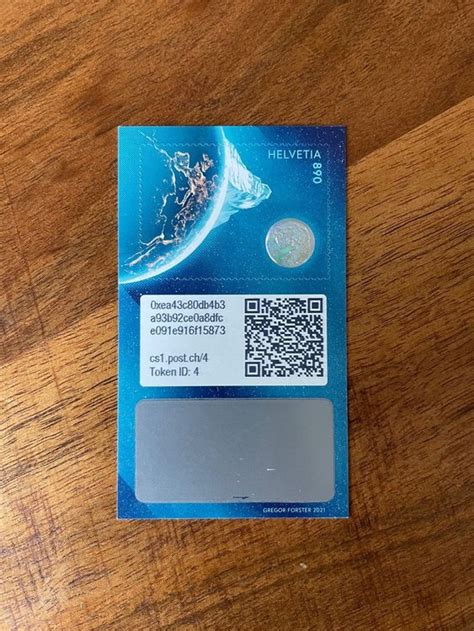 HELVETIA 890
0xea43c80db4b3
a93b92ce0a8dfc
e091e916f15873
cs1.post.ch/4
Token ID: 4
GREGOR FORSTER 2021